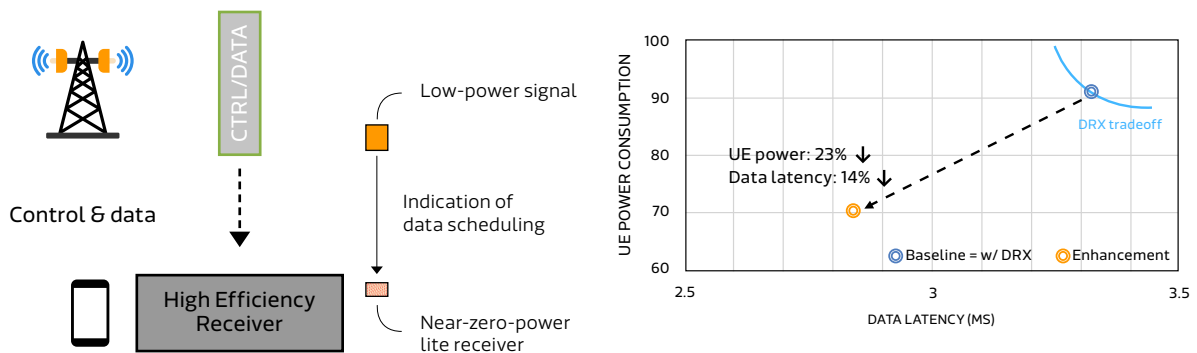 CTRL/DATA
Control & data
High Efficiency
Receiver
Low-power signal
Indication of
data scheduling
Near-zero-power
lite receiver
UE POWER CONSUMPTION
100
90
80
70
60
DRX tradeoff
UE power: 23%
Data latency: 14%
Baseline = w/ DRX
Enhancement
2.5
3
3.5
DATA LATENCY (MS)